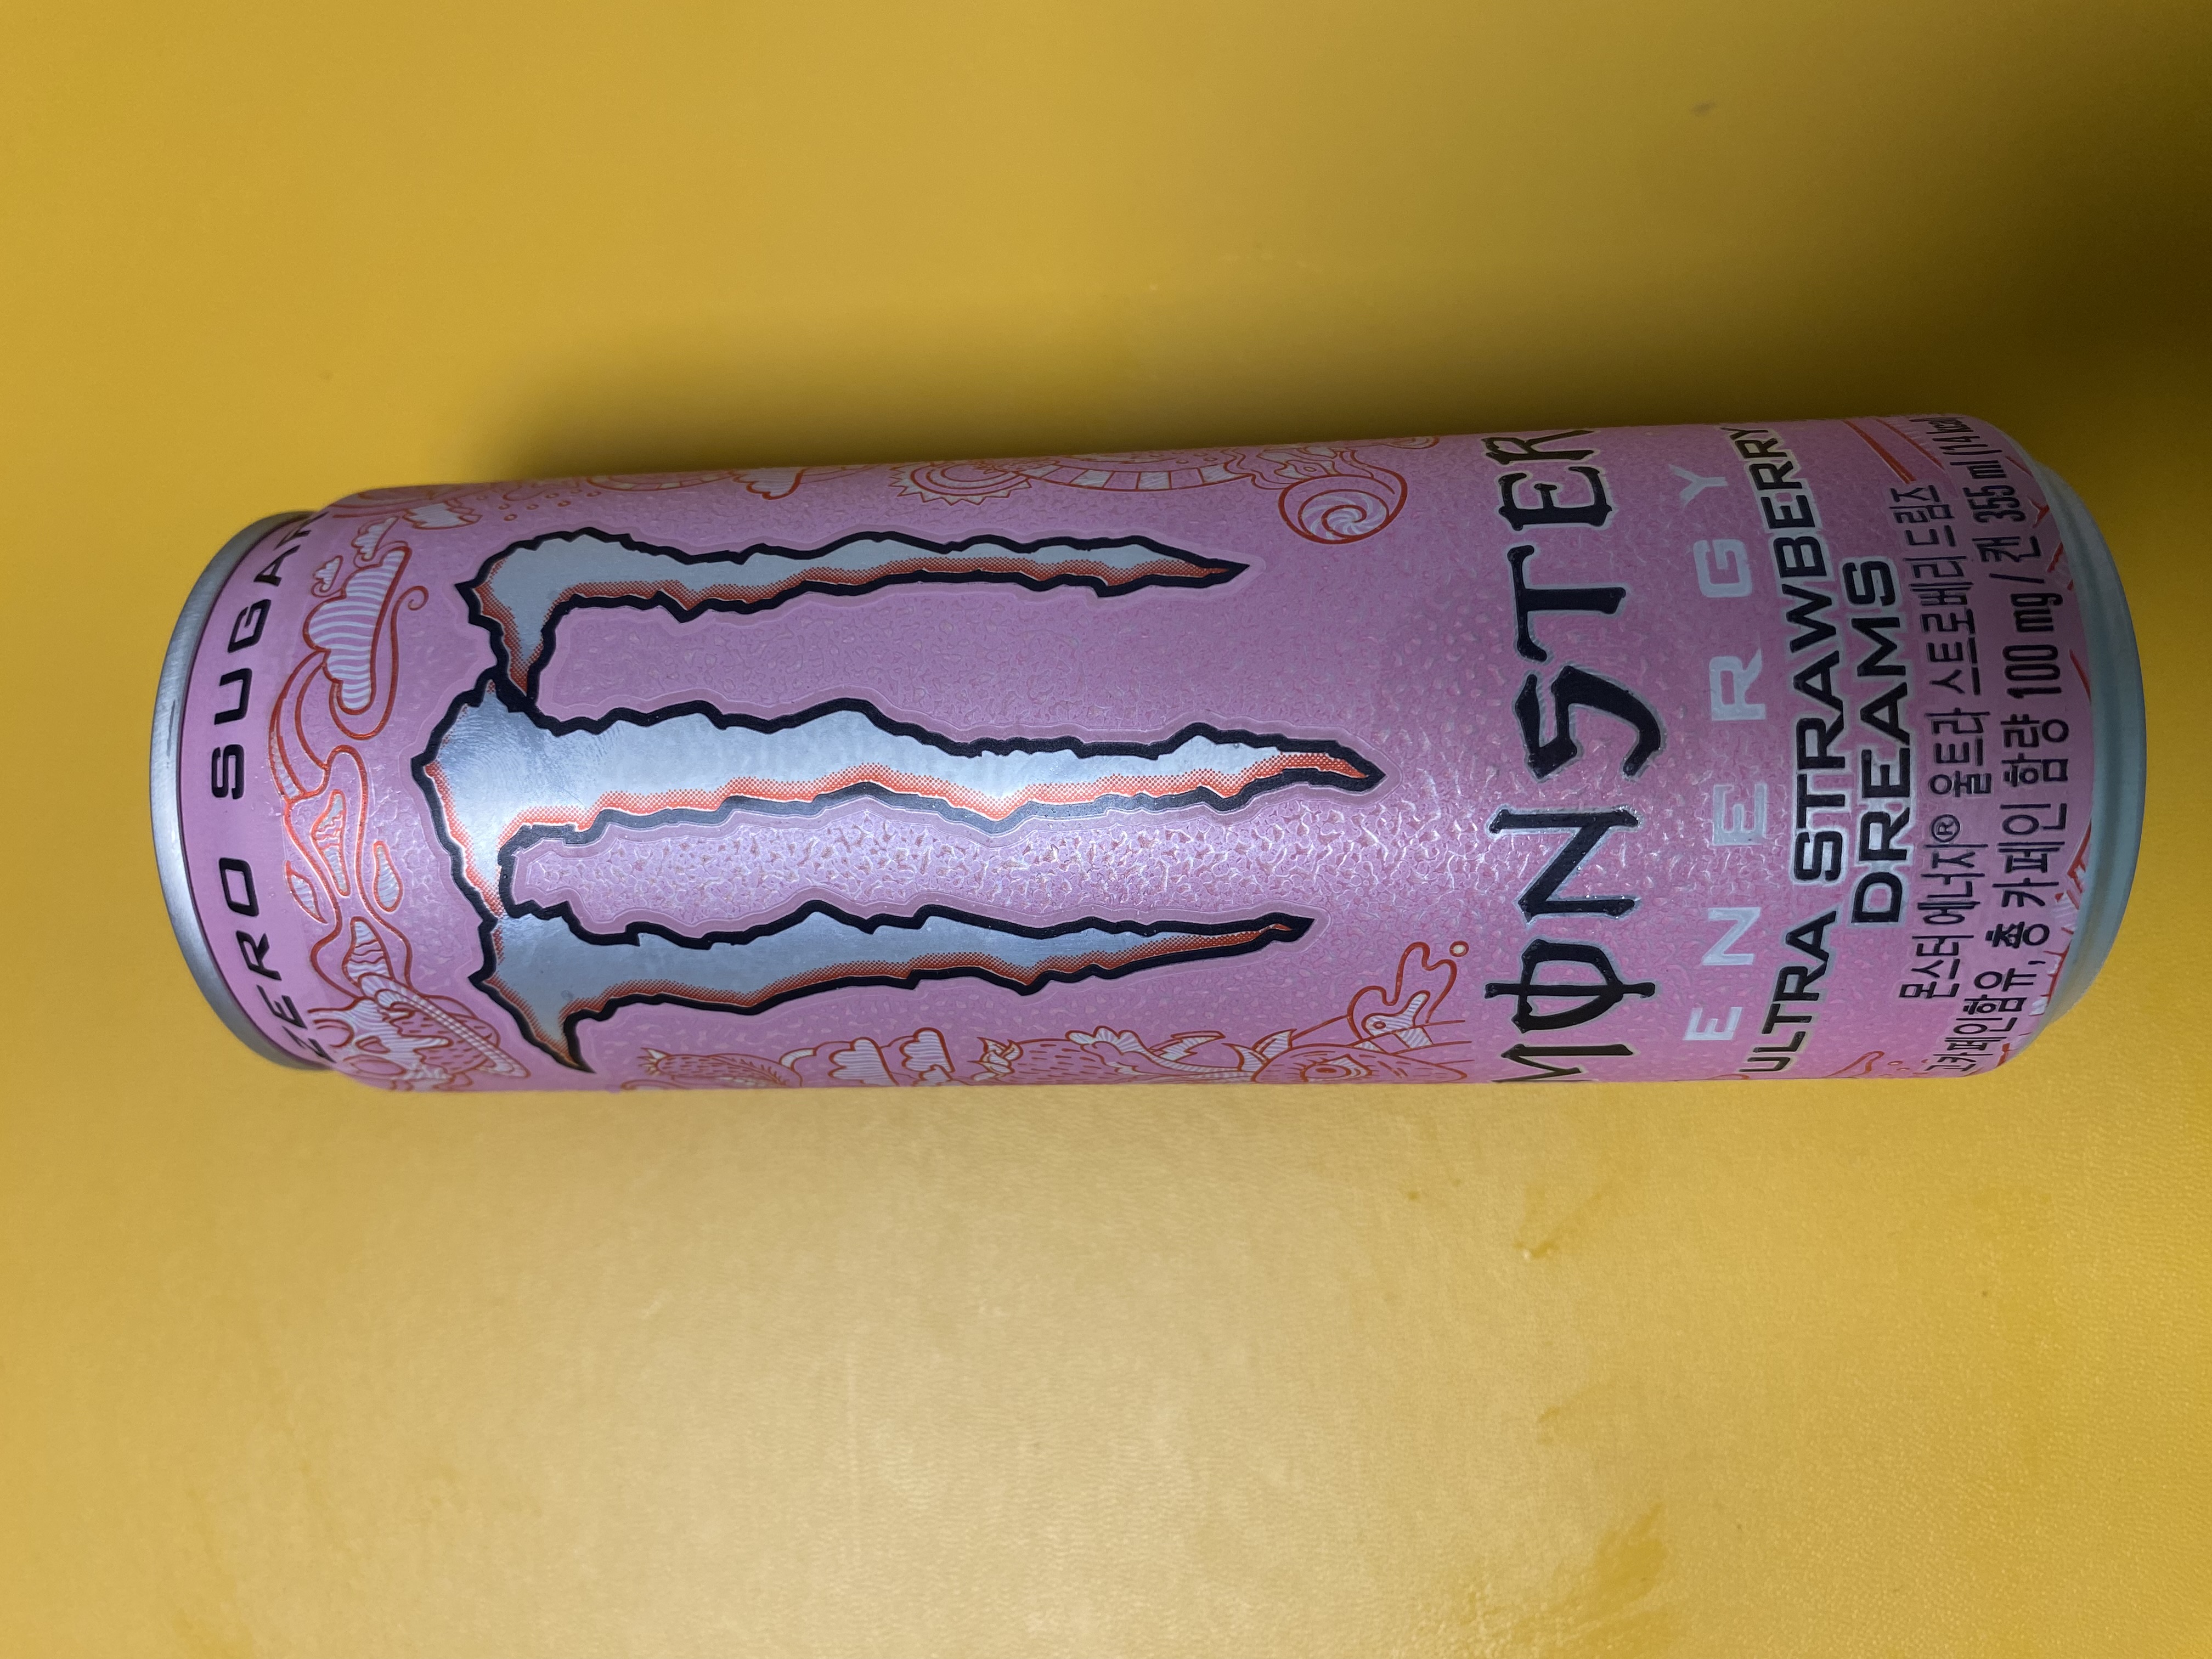 ZERO SUGAR
MONSTER
ENERGY
ULTRA STRAWBERRY
DREAMS
몬스터 에너지® 울트라 스트로베리 드림즈
고카페인함유, 총 카페인 함량 100 mg / 캔 355 ml (14 kcal)